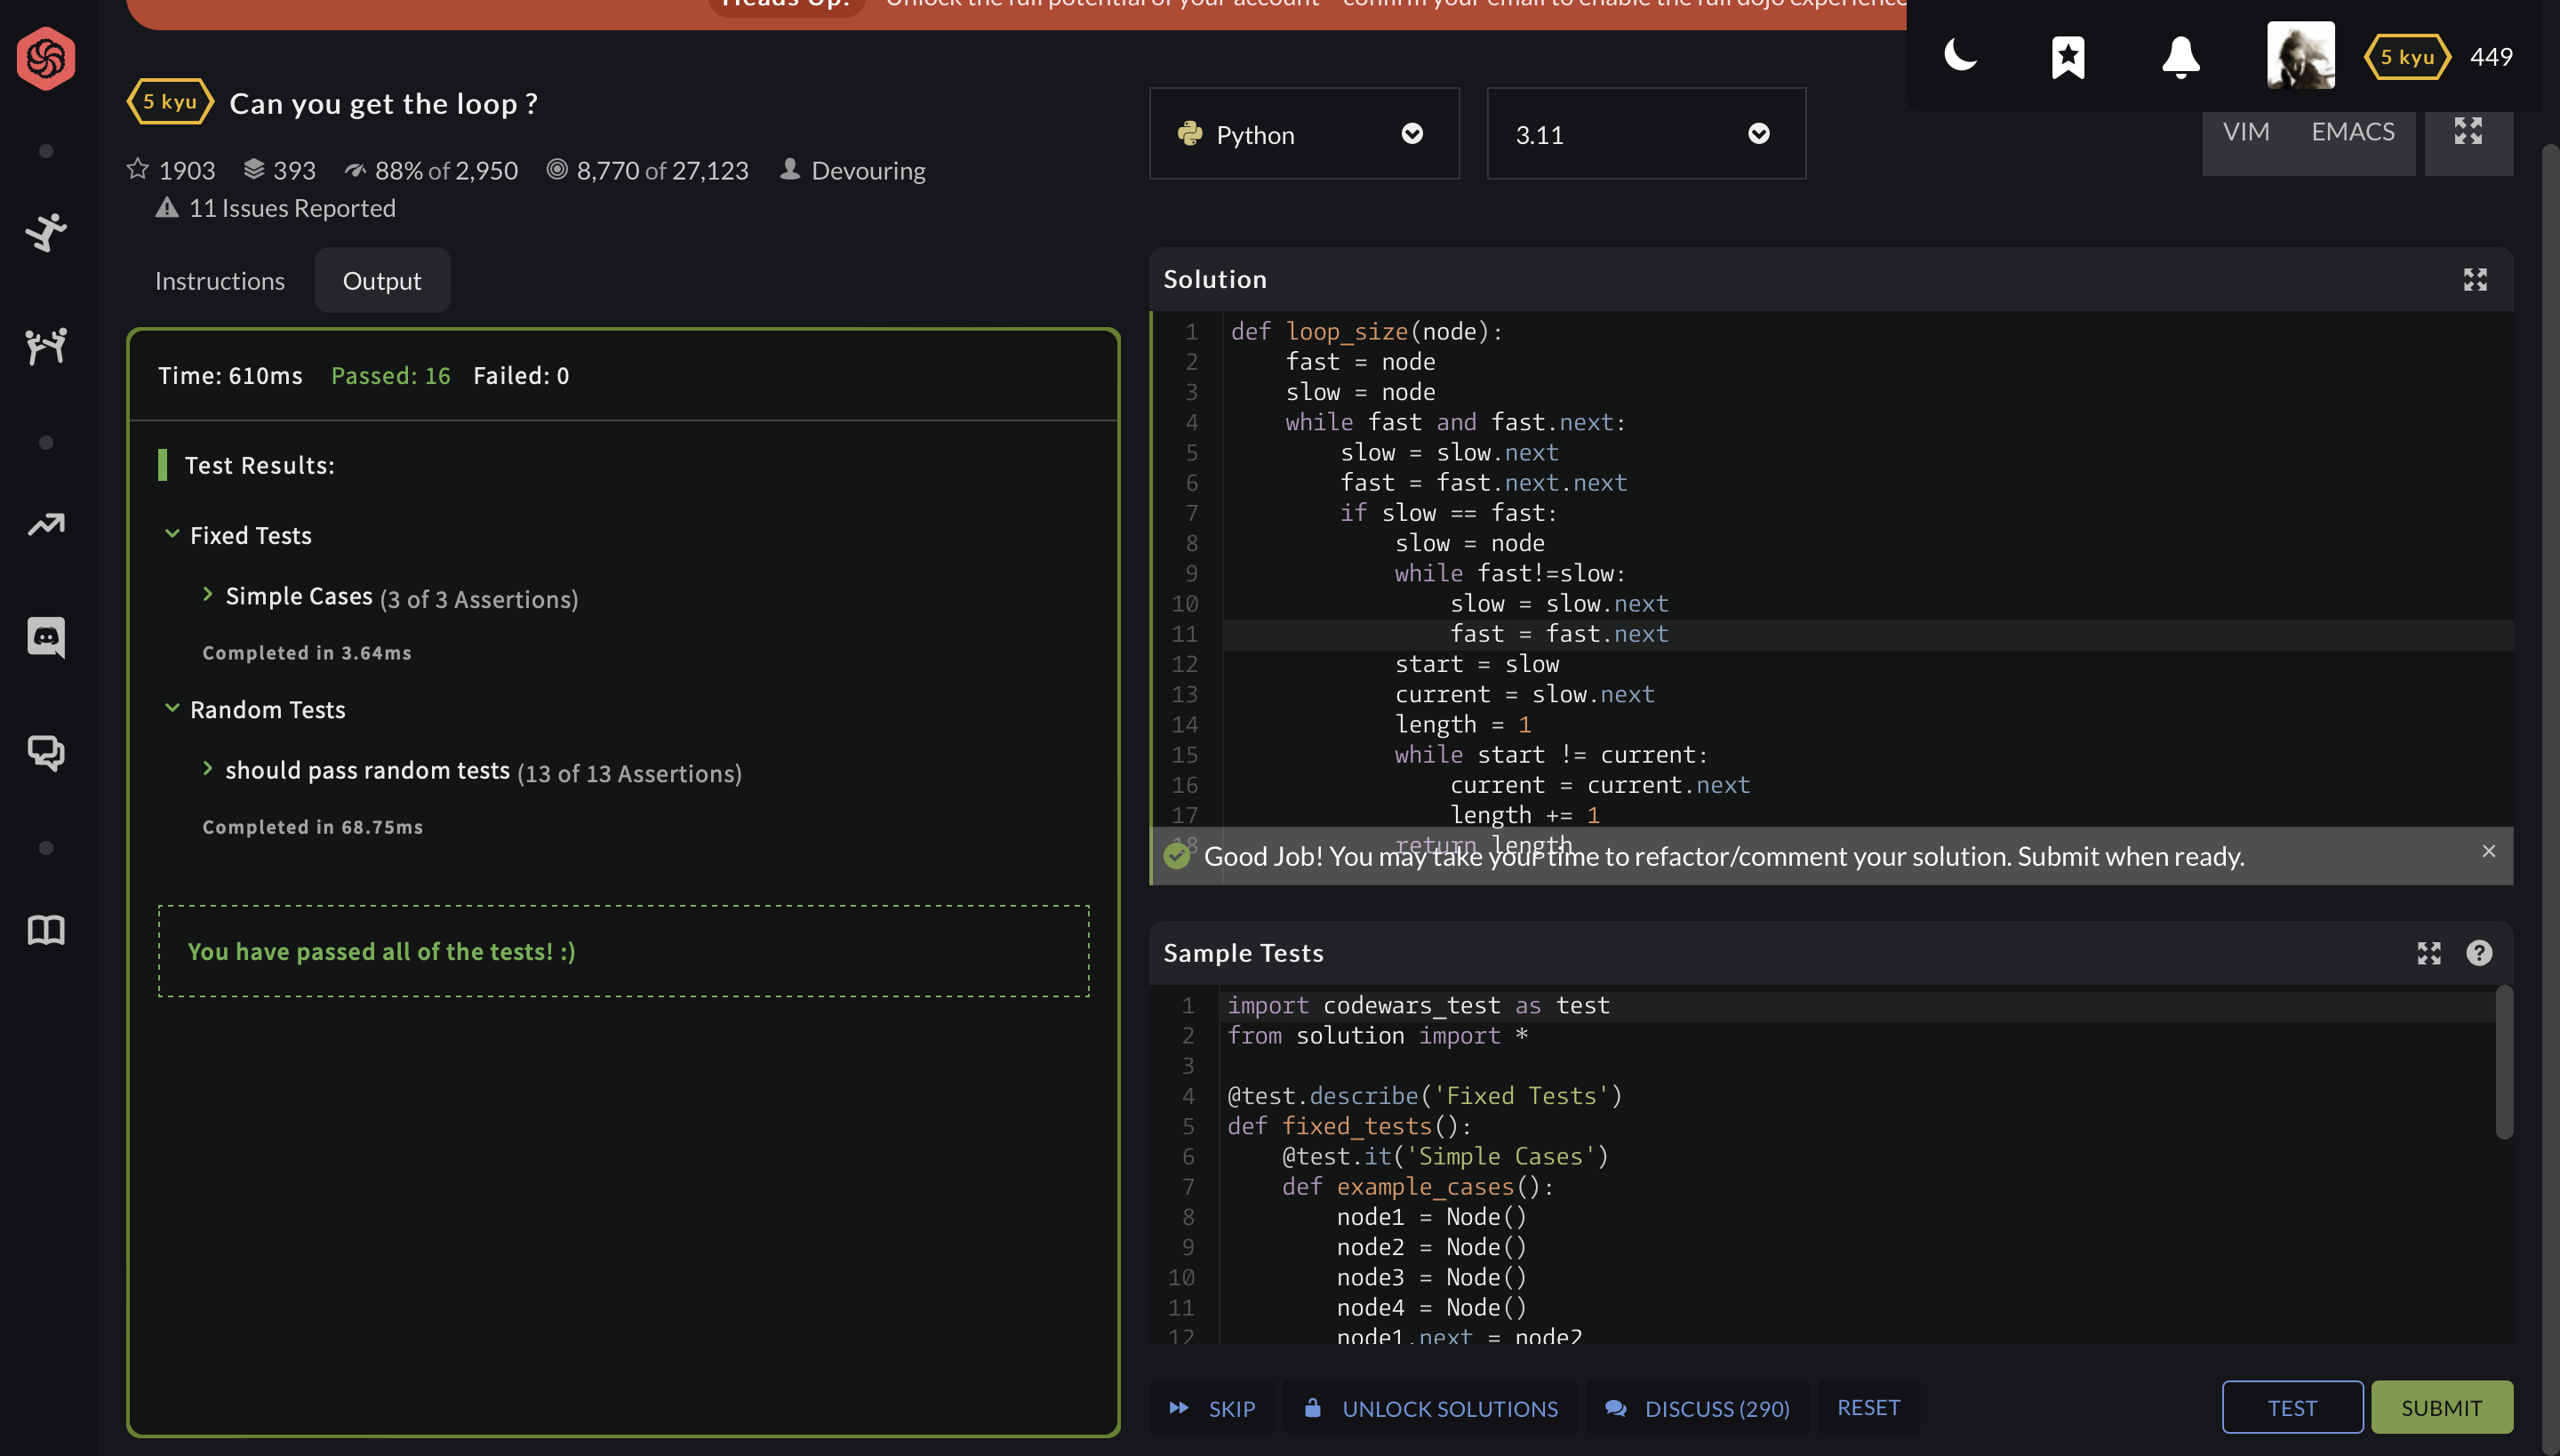 Heads Up! Unlock the full potential of your account - confirm your email to enable the full dojo experience
5 kyu 449
5 kyu Can you get the loop ?
1903 393 88% of 2,950 8,770 of 27,123 Devouring
11 Issues Reported
Python 3.11
VIM EMACS
Instructions Output
Time: 610ms Passed: 16 Failed: 0
Test Results:
Fixed Tests
Simple Cases (3 of 3 Assertions)
Completed in 3.64ms
Random Tests
should pass random tests (13 of 13 Assertions)
Completed in 68.75ms
You have passed all of the tests! :)
Solution
1 def loop_size(node):
2 fast = node
3 slow = node
4 while fast and fast.next:
5 slow = slow.next
6 fast = fast.next.next
7 if slow == fast:
8 slow = node
9 while fast!=slow:
10 slow = slow.next
11 fast = fast.next
12 start = slow
13 current = slow.next
14 length = 1
15 while start != current:
16 current = current.next
17 length += 1
18 return length
Good Job! You may take your time to refactor/comment your solution. Submit when ready.
Sample Tests
1 import codewars_test as test
2 from solution import *
3
4 @test.describe('Fixed Tests')
5 def fixed_tests():
6 @test.it('Simple Cases')
7 def example_cases():
8 node1 = Node()
9 node2 = Node()
10 node3 = Node()
11 node4 = Node()
12 node1.next = node2
SKIP UNLOCK SOLUTIONS DISCUSS (290) RESET TEST SUBMIT